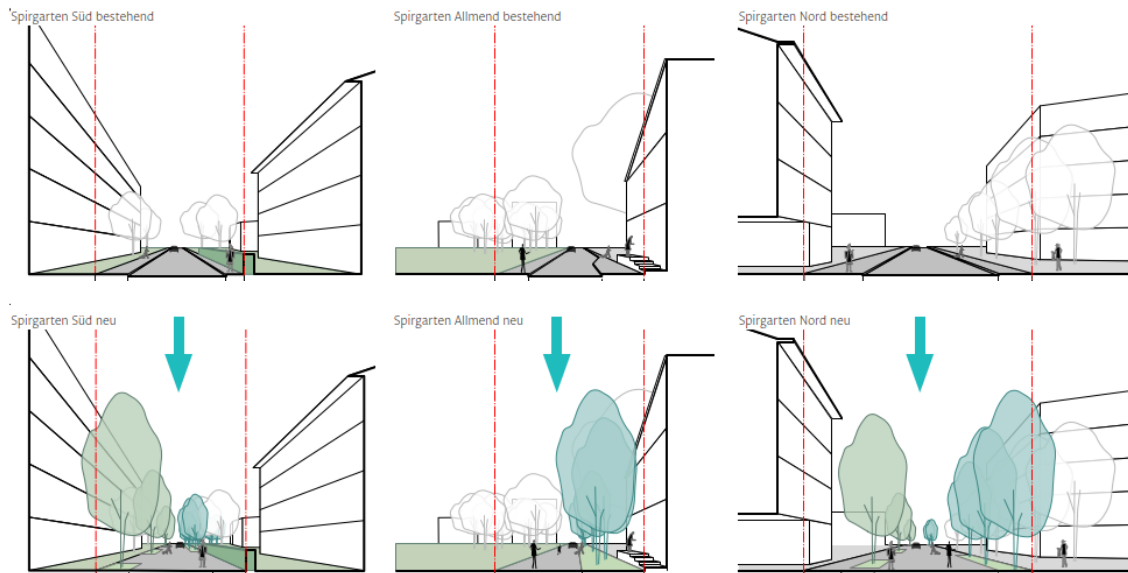 Spirgarten Süd bestehend
Spirgarten Allmend bestehend
Spirgarten Nord bestehend
Spirgarten Süd neu
Spirgarten Allmend neu
Spirgarten Nord neu